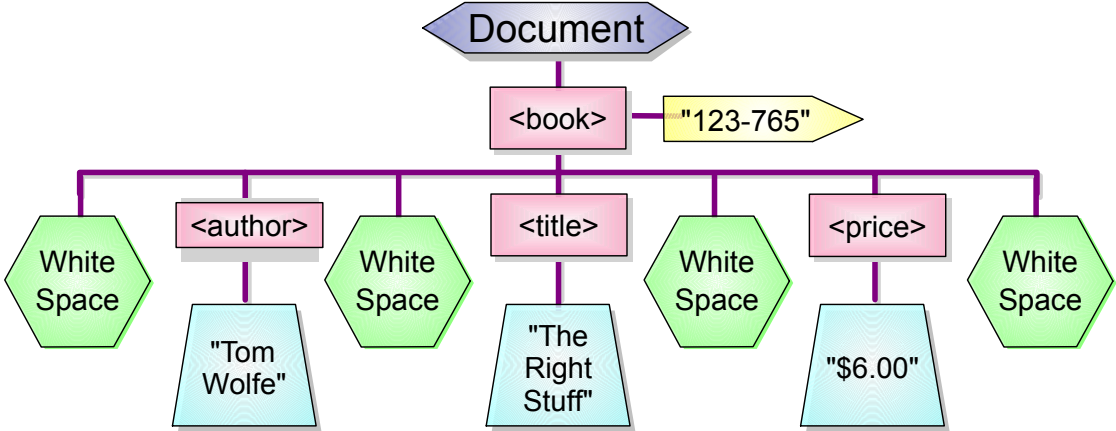 Document
<book>
"123-765"
White
Space
<author>
White
Space
<title>
White
Space
<price>
White
Space
"Tom
Wolfe"
"The
Right
Stuff"
"$6.00"